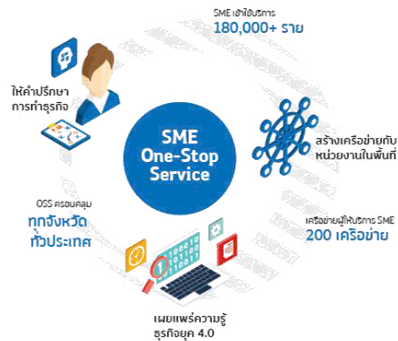 SME เข้าใช้บริการ
180,000+ ราย
ให้คำปรึกษา
การทำธุรกิจ
SME
One-Stop
Service
สร้างเครือข่ายกับ
หน่วยงานในพื้นที่
OSS ครอบคลุม
ทุกจังหวัด
ทั่วประเทศ
เครือข่ายผู้ให้บริการ SME
200 เครือข่าย
เผยแพร่ความรู้
ธุรกิจยุค 4.0